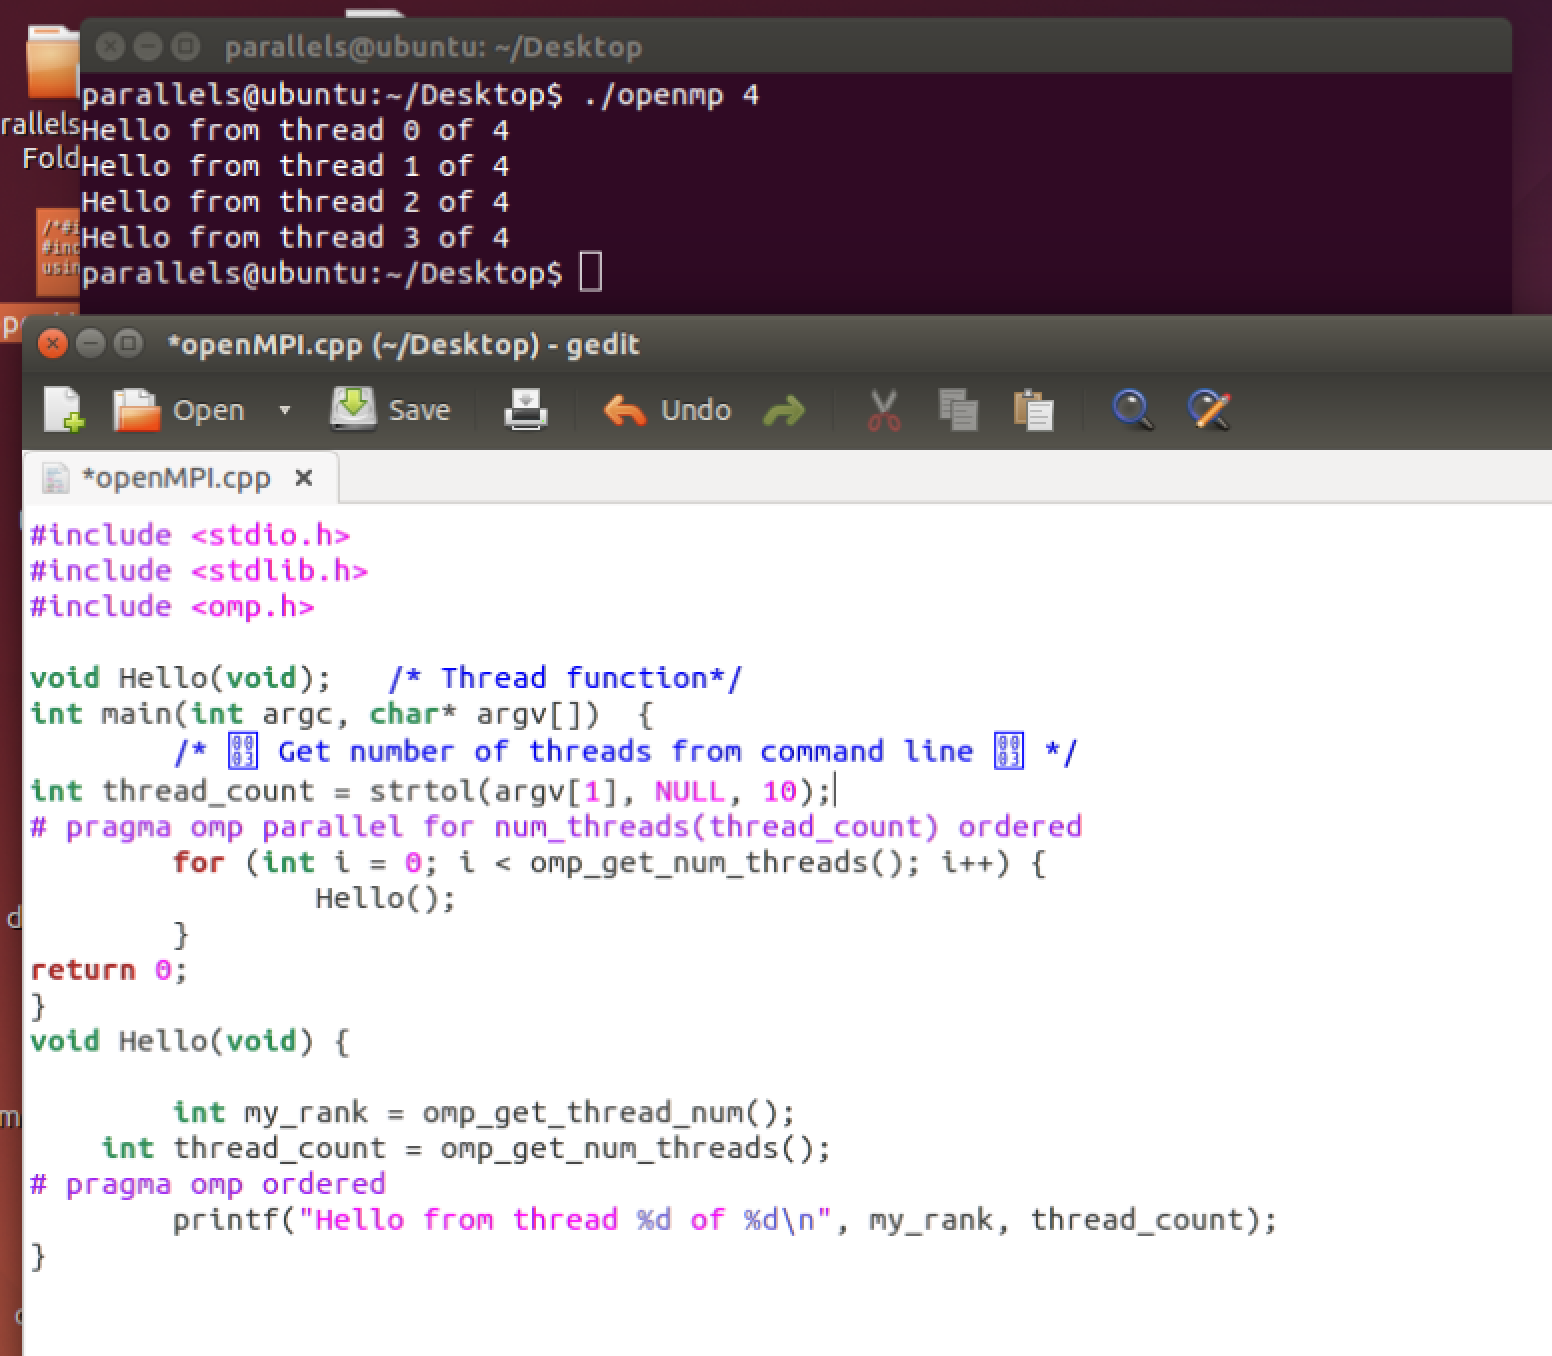 parallels@ubuntu: ~/Desktop
parallels@ubuntu:~/Desktop$ ./openmp 4
Hello from thread 0 of 4
Hello from thread 1 of 4
Hello from thread 2 of 4
Hello from thread 3 of 4
parallels@ubuntu:~/Desktop$
rallels
Fold
/*#i
#inc
usin
*openMPI.cpp (~/Desktop) - gedit
Open Save Undo
*openMPI.cpp
#include <stdio.h>
#include <stdlib.h>
#include <omp.h>
void Hello(void);   /* Thread function*/
int main(int argc, char* argv[])  {
        /* 0003 Get number of threads from command line 0003 */
int thread_count = strtol(argv[1], NULL, 10);
# pragma omp parallel for num_threads(thread_count) ordered
        for (int i = 0; i < omp_get_num_threads(); i++) {
                Hello();
        }
return 0;
}
void Hello(void) {
        int my_rank = omp_get_thread_num();
    int thread_count = omp_get_num_threads();
# pragma omp ordered
        printf("Hello from thread %d of %d\n", my_rank, thread_count);
}